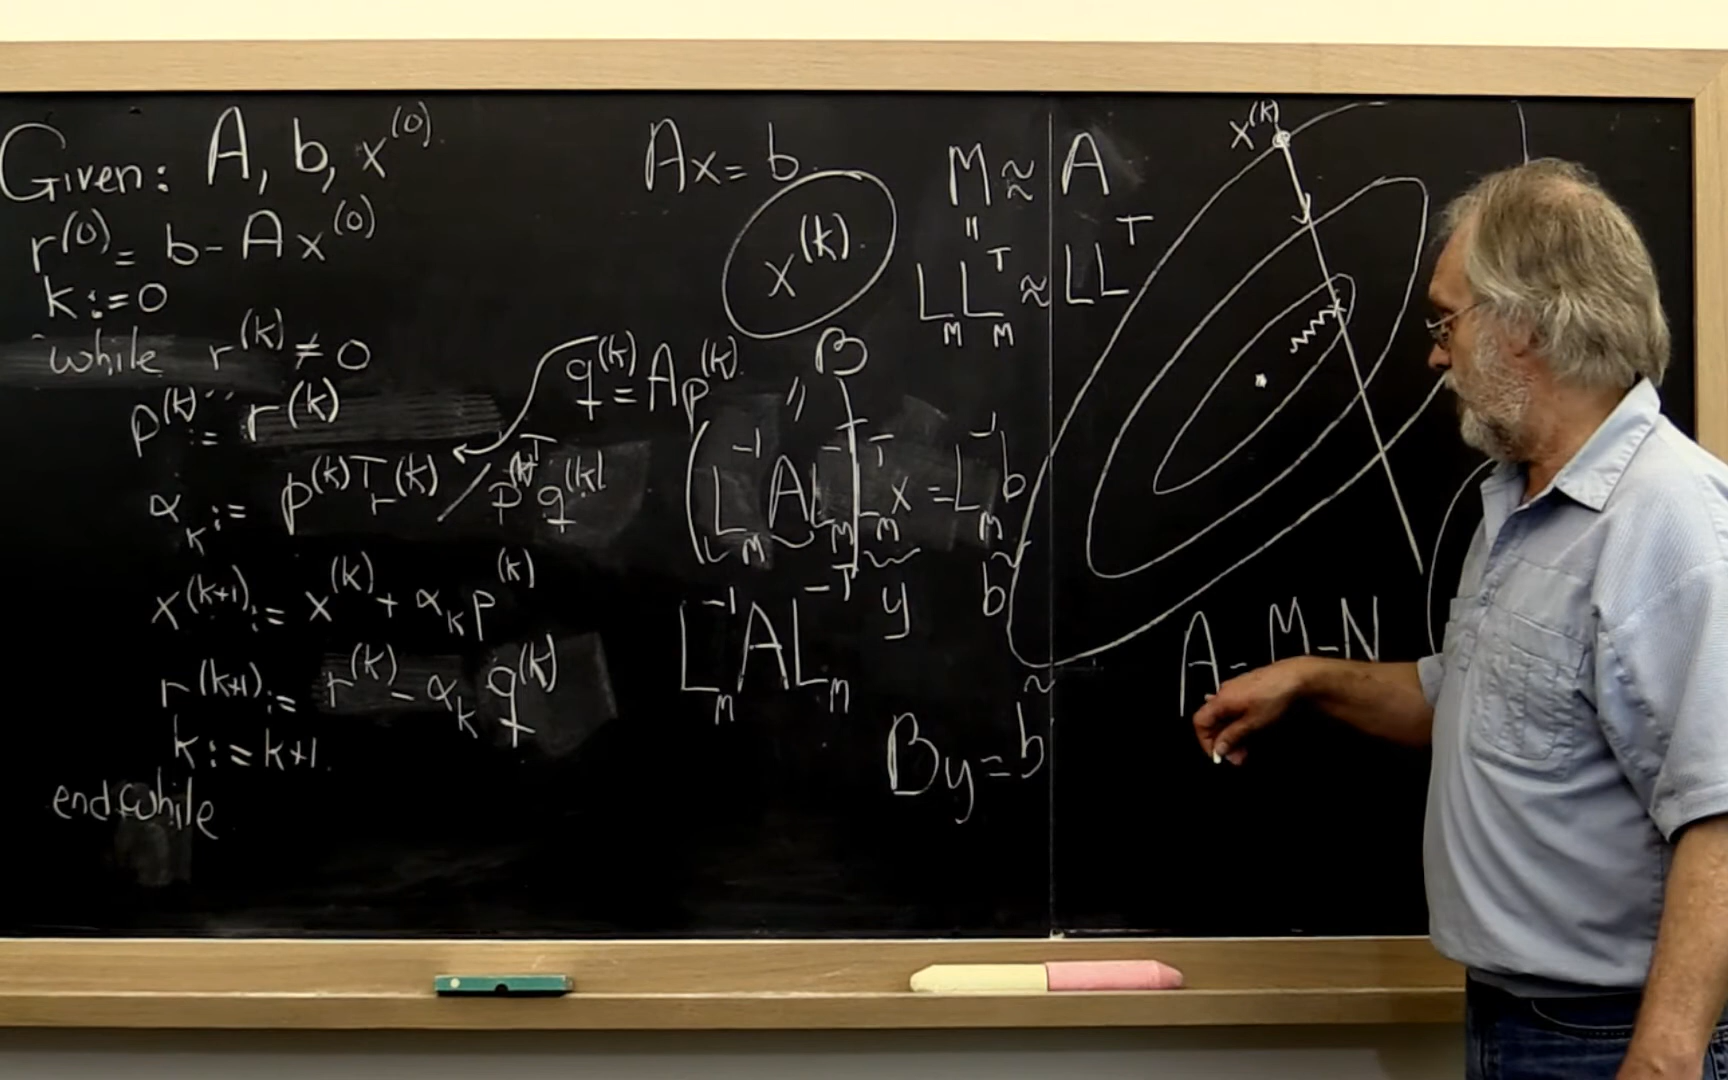 Given: A, b, x^(0)
r^(0) = b - A x^(0)
k := 0
while r^(k) ≠ 0
p^(k) := r^(k)
α_k := p^(k)T r^(k) / p^(k)T q^(k)
x^(k+1) := x^(k) + α_k p^(k)
r^(k+1) := r^(k) - α_k q^(k)
k := k+1
endwhile
q^(k) = A p^(k)
Ax = b
x^(k)
B
"
(L_M^-1 A L_M^-T) L_M^T x = L_M^-1 b
y
b̃
L_M^-1 A L_M^-T
By = b̃
M ≈ A
"
L_M L_M^T ≈ L L^T
x^(k)
A = M - N